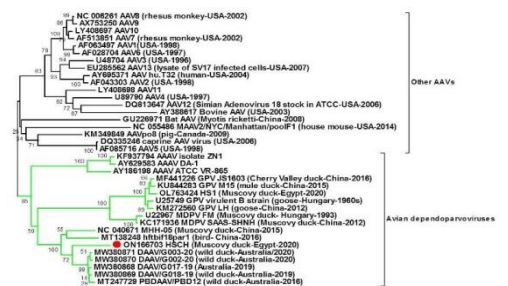 NC 006261 AAV8 (rhesus monkey-USA-2002)
AX753250 AAV9
LY408697 AAV10
AF513851 AAV7 (rhesus monkey-USA-2002)
AF063497 AAV1(USA-1998)
AF028704 AAV6 (USA-1997)
U48704 AAV3 (USA-1996)
EU285562 AAV13 (lysate of SV17 infected cells-USA-2007)
AY695371 AAV hu.T32 (human-USA-2004)
AF043303 AAV2 (USA-1998)
LY408698 AAV11
U89790 AAV4 (USA-1997)
DQ813647 AAV12 (Simian Adenovirus 18 stock in ATCC-USA-2006)
AY388617 Bovine AAV (USA-2003)
GU226971 Bat AAV (Myotis ricketti-China-2008)
NC 055486 MAAV2/NYC/Manhattan/poolF1 (house mouse-USA-2014)
KM349849 AAVpo8 (pig-Canada-2009)
DQ335246 caprine AAV virus (USA-2006)
AF085716 AAV5 (USA-1998)
Other AAVs
KF937794 AAAV isolate ZN1
AY629583 AAAV DA-1
AY186198 AAAV ATCC VR-865
MF441226 GPV JS1603 (Cherry Valley duck-China-2016)
KU844283 GPV M15 (mule duck-China-2015)
OL763424 HS1 (Muscovy duck-Egypt-2020)
U25749 GPV virulent B strain (goose-Hungary-1960s)
KM272560 GPV LH (goose-China-2012)
U22967 MDPV FM (Muscovy duck- Hungary-1993)
KC171936 MDPV SAAS-SHNH (Muscovy duck-China-2012)
NC 040671 MHH-05 (Muscovy duck-China-2015)
MT138248 hftbif18par1 (bird- China-2016)
ON166703 HSCH (Muscovy duck-Egypt-2020)
MW380871 DAAV/G003-20 (wild duck-Australia-2020)
MW380870 DAAV/G002-20 (wild duck-Australia-2020)
MW360868 DAAV/G017-19 (Australia-2019)
MW380869 DAAV/G018-19 (wild duck-Australia-2019)
MT247729 PBDAAV/PBD12 (wild duck-Australia-2016)
Avian dependoparvoviruses